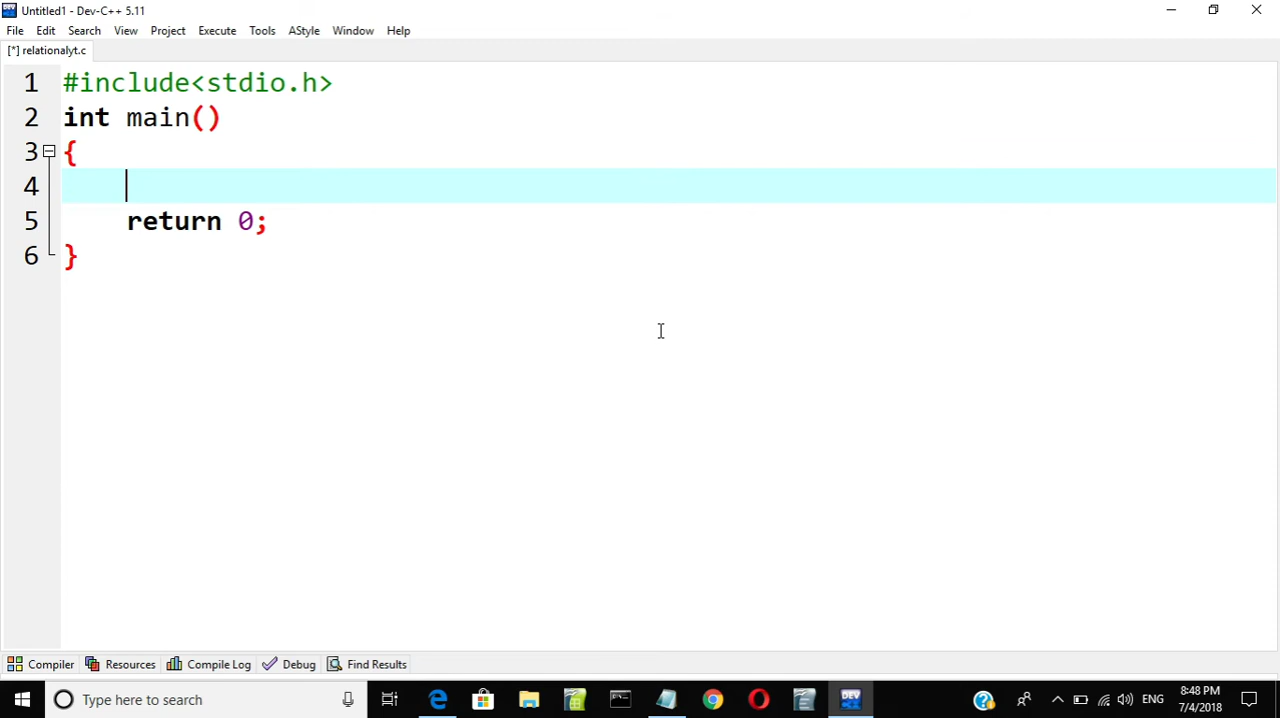 Untitled1 - Dev-C++ 5.11
File Edit Search View Project Execute Tools AStyle Window Help
[*] relationalyt.c
1 #include<stdio.h>
2 int main()
3 {
4
5 return 0;
6 }
Compiler Resources Compile Log Debug Find Results
Type here to search
ENG
8:48 PM
7/4/2018
DEV